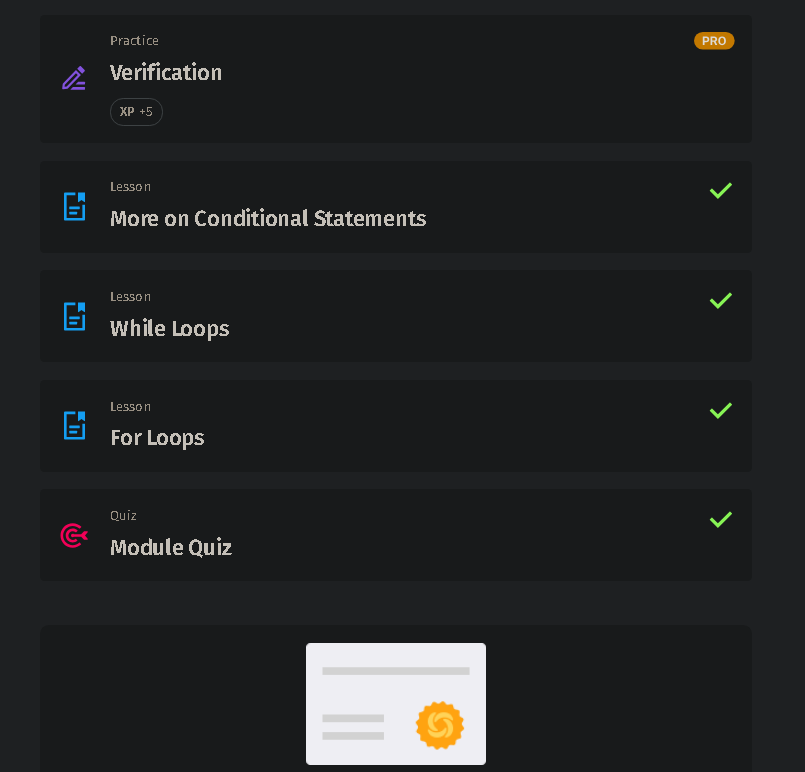 Practice
PRO
Verification
XP +5
Lesson
More on Conditional Statements
Lesson
While Loops
Lesson
For Loops
Quiz
Module Quiz